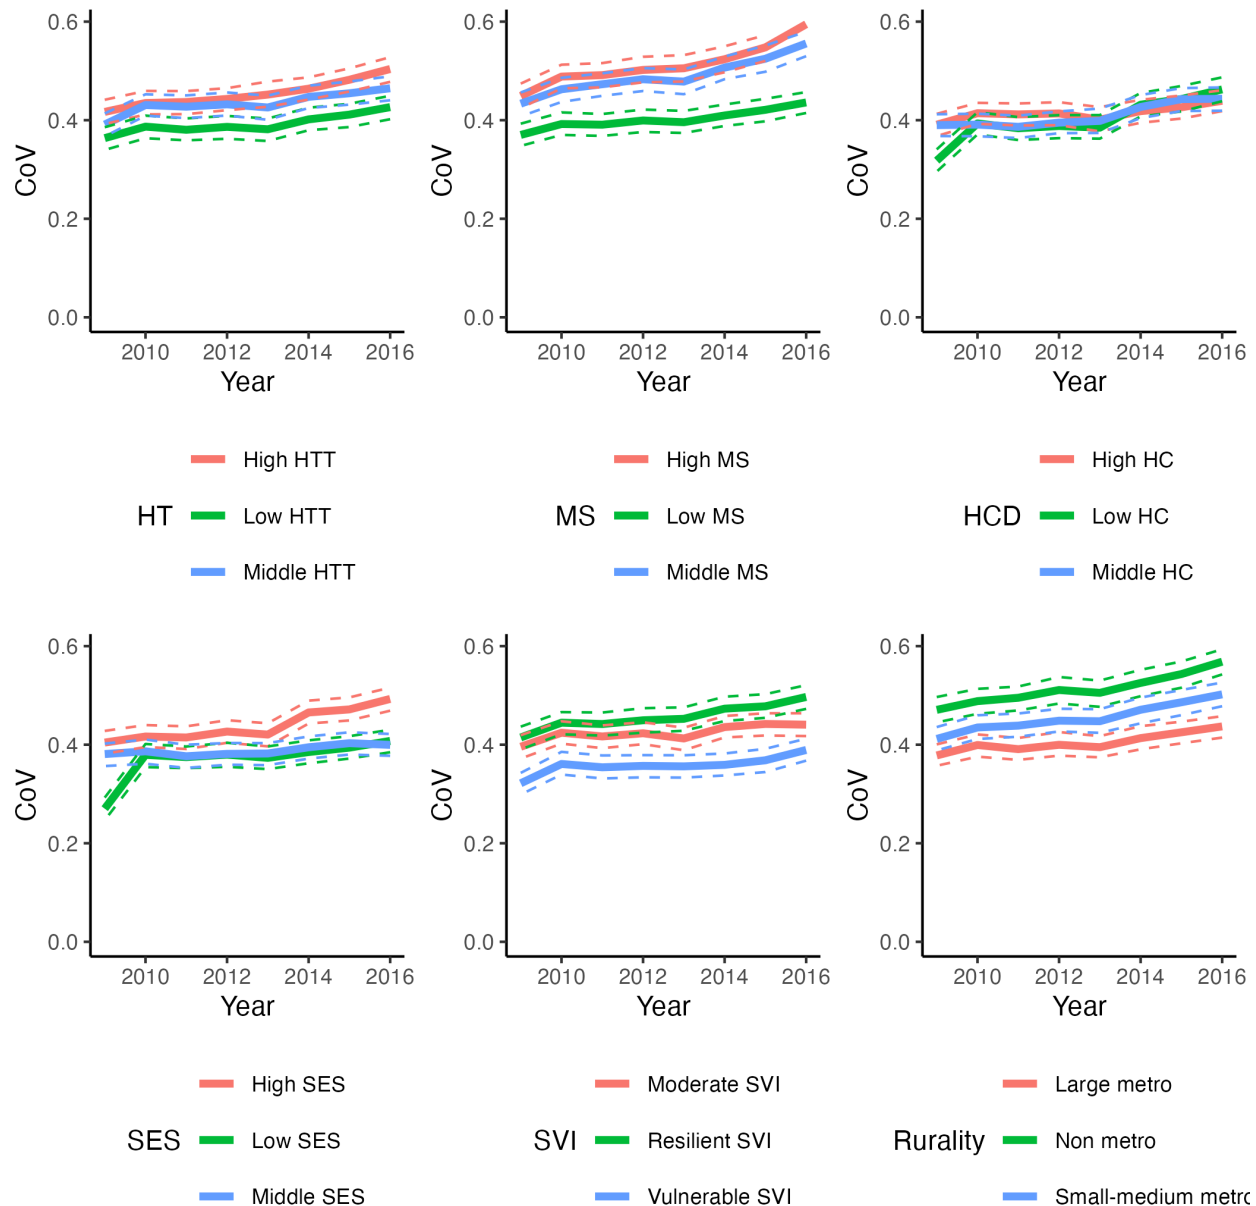 0.6
0.4
0.2
0.0
CoV
2010 2012 2014 2016
Year
HT
High HTT
Low HTT
Middle HTT
0.6
0.4
0.2
0.0
CoV
2010 2012 2014 2016
Year
MS
High MS
Low MS
Middle MS
0.6
0.4
0.2
0.0
CoV
2010 2012 2014 2016
Year
HCD
High HC
Low HC
Middle HC
0.6
0.4
0.2
0.0
CoV
2010 2012 2014 2016
Year
SES
High SES
Low SES
Middle SES
0.6
0.4
0.2
0.0
CoV
2010 2012 2014 2016
Year
SVI
Moderate SVI
Resilient SVI
Vulnerable SVI
0.6
0.4
0.2
0.0
CoV
2010 2012 2014 2016
Year
Rurality
Large metro
Non metro
Small-medium metro